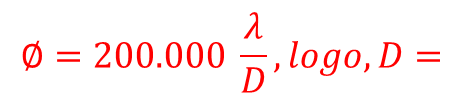 ∅ = 200.000 λ/D , logo, D =